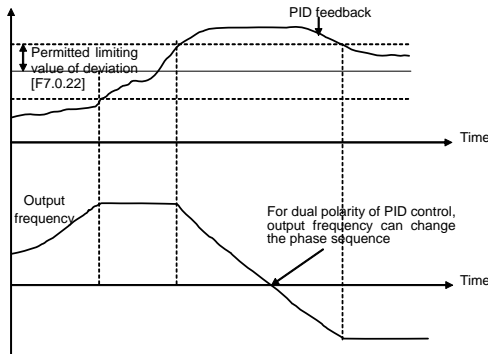 PID feedback
Permitted limiting
value of deviation
[F7.0.22]
Time
Output
frequency
For dual polarity of PID control,
output frequency can change
the phase sequence
Time